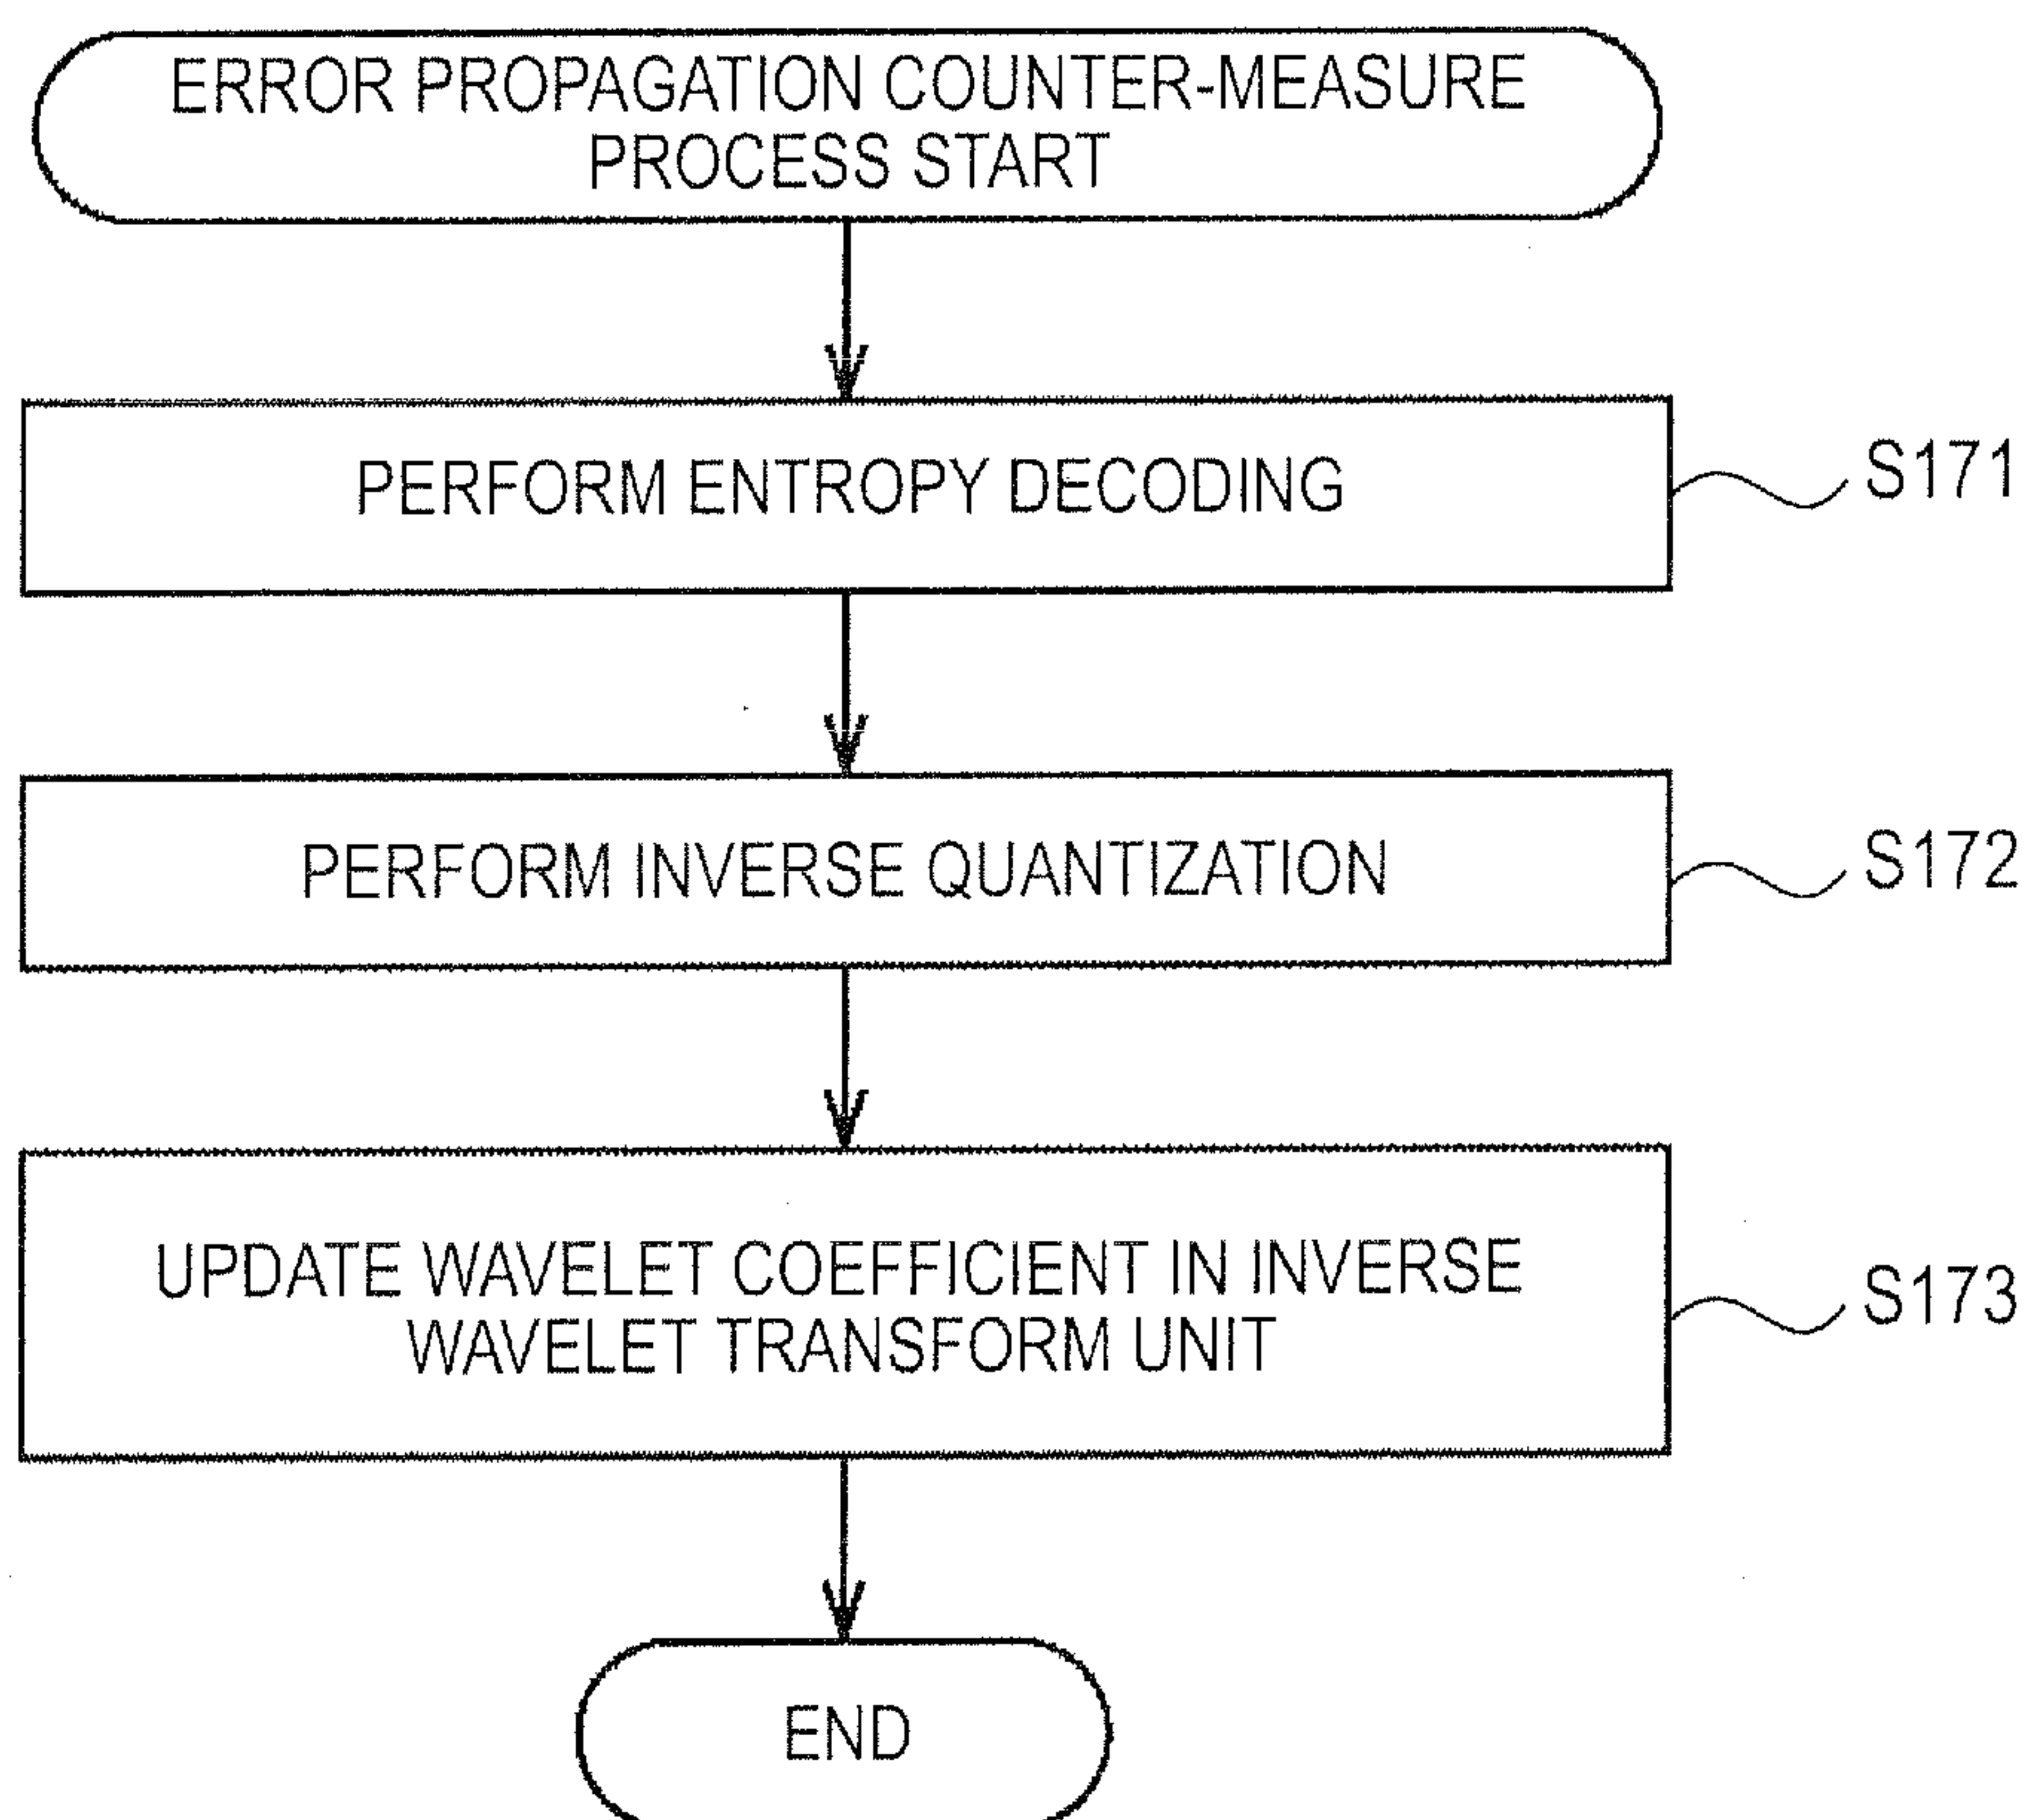 ERROR PROPAGATION COUNTER-MEASURE
PROCESS START
PERFORM ENTROPY DECODING
S171
PERFORM INVERSE QUANTIZATION
S172
UPDATE WAVELET COEFFICIENT IN INVERSE
WAVELET TRANSFORM UNIT
S173
END